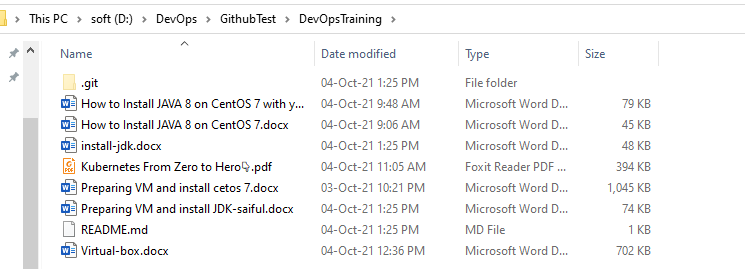 This PC > soft (D:) > DevOps > GithubTest > DevOpsTraining >
Name Date modified Type Size
.git 04-Oct-21 1:25 PM File folder
How to Install JAVA 8 on CentOS 7 with y... 04-Oct-21 9:48 AM Microsoft Word D... 79 KB
How to Install JAVA 8 on CentOS 7.docx 04-Oct-21 9:06 AM Microsoft Word D... 45 KB
install-jdk.docx 04-Oct-21 1:25 PM Microsoft Word D... 48 KB
Kubernetes From Zero to Hero👇.pdf 04-Oct-21 11:05 AM Foxit Reader PDF ... 394 KB
Preparing VM and install cetos 7.docx 03-Oct-21 10:21 PM Microsoft Word D... 1,045 KB
Preparing VM and install JDK-saiful.docx 04-Oct-21 1:25 PM Microsoft Word D... 74 KB
README.md 04-Oct-21 1:25 PM MD File 1 KB
Virtual-box.docx 04-Oct-21 12:36 PM Microsoft Word D... 702 KB